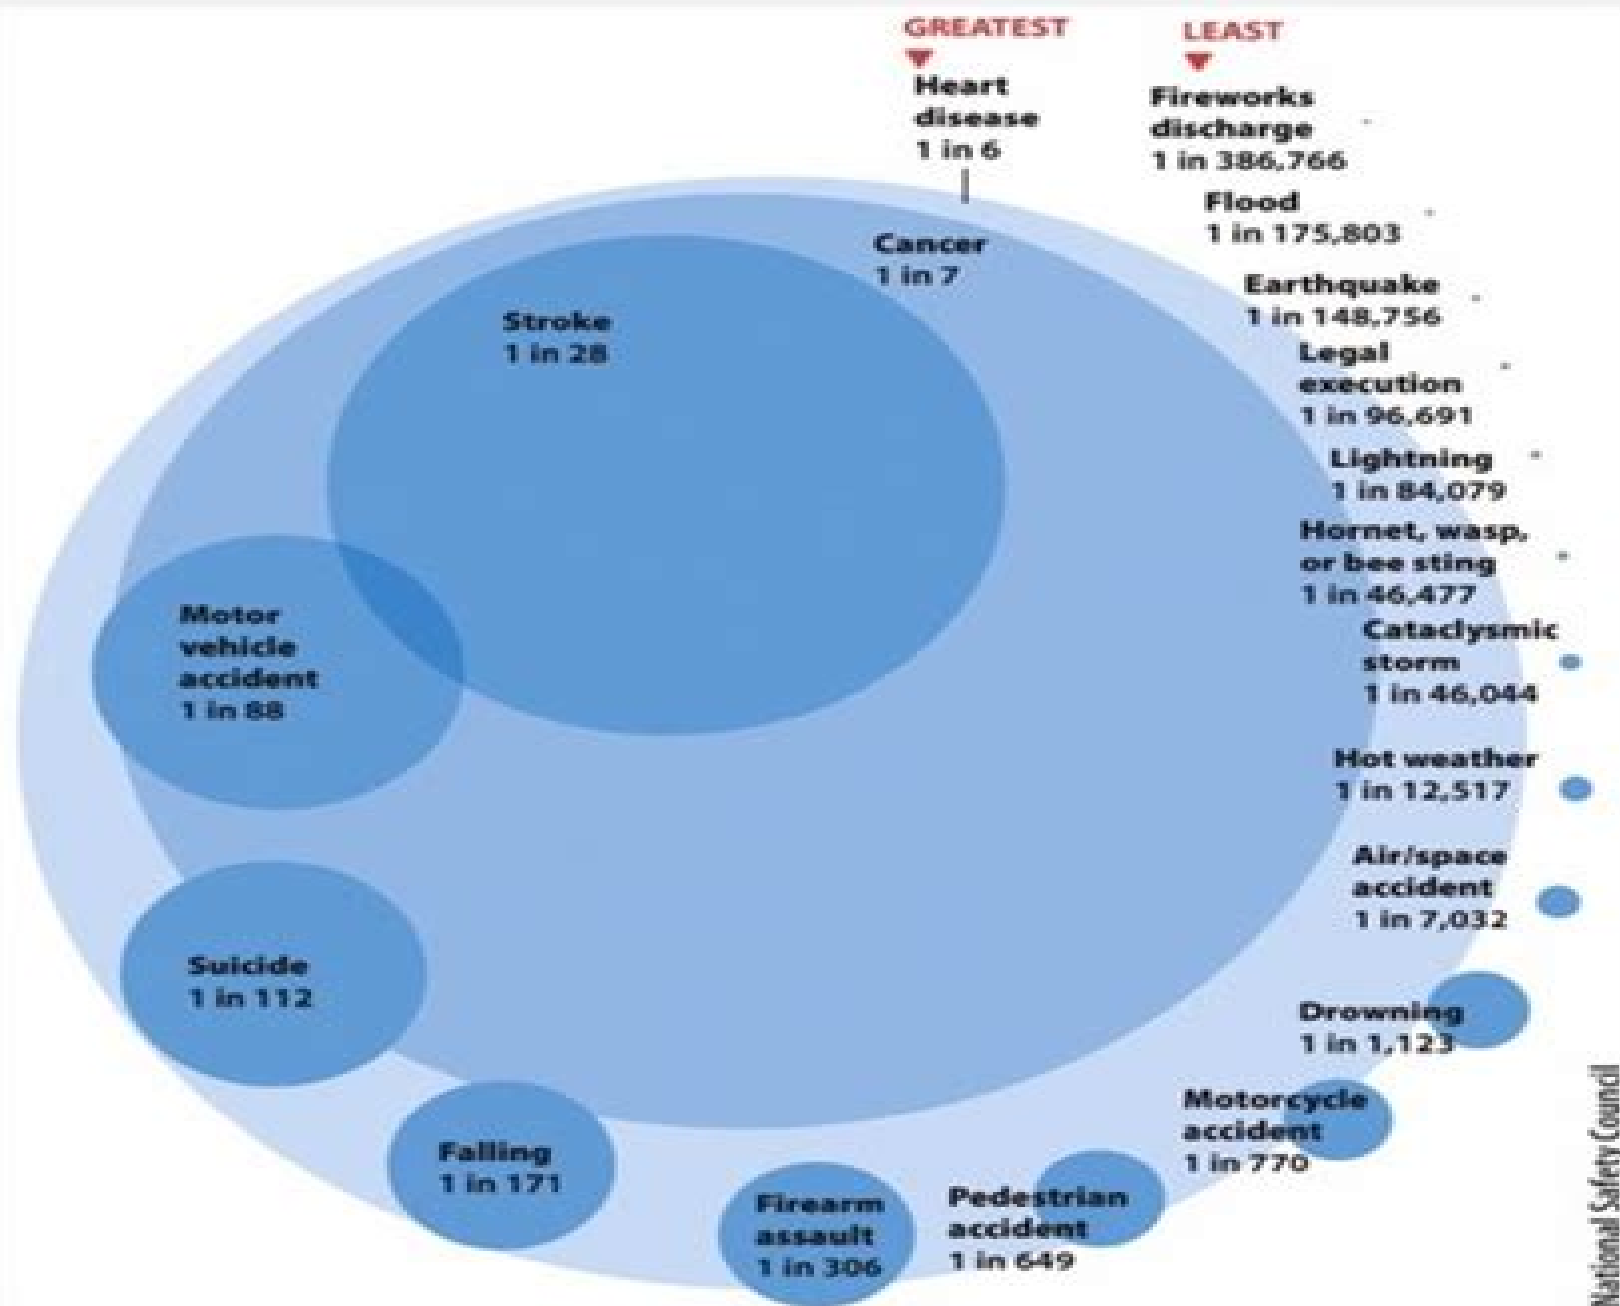 GREATEST
Heart
disease
1 in 6
LEAST
Fireworks
discharge
1 in 386,766
Flood
1 in 175,803
Cancer
1 in 7
Earthquake
1 in 148,756
Stroke
1 in 28
Legal
execution
1 in 96,691
Lightning
1 in 84,079
Hornet, wasp,
or bee sting
1 in 46,477
Motor
vehicle
accident
1 in 88
Cataclysmic
storm
1 in 46,044
Hot weather
1 in 12,517
Air/space
accident
1 in 7,032
Suicide
1 in 112
Drowning
1 in 1,123
Motorcycle
accident
1 in 770
Falling
1 in 171
Firearm
assault
1 in 306
Pedestrian
accident
1 in 649
National Safety Council